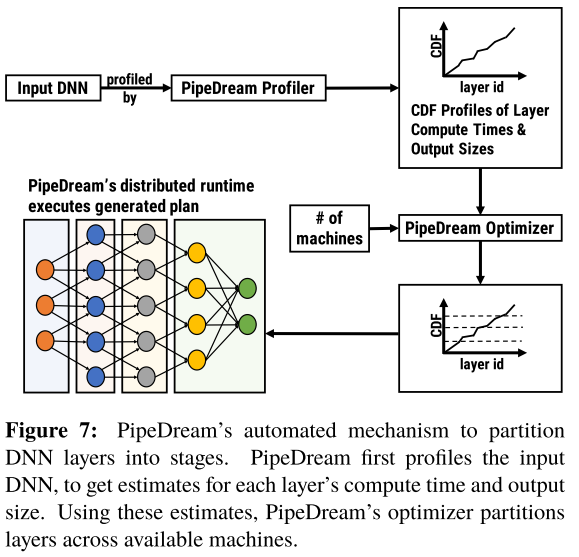 Input DNN
profiled
by
PipeDream Profiler
CDF
layer id
CDF Profiles of Layer
Compute Times &
Output Sizes
PipeDream's distributed runtime
executes generated plan
# of
machines
PipeDream Optimizer
CDF
layer id
Figure 7: PipeDream's automated mechanism to partition
DNN layers into stages. PipeDream first profiles the input
DNN, to get estimates for each layer's compute time and output
size. Using these estimates, PipeDream's optimizer partitions
layers across available machines.